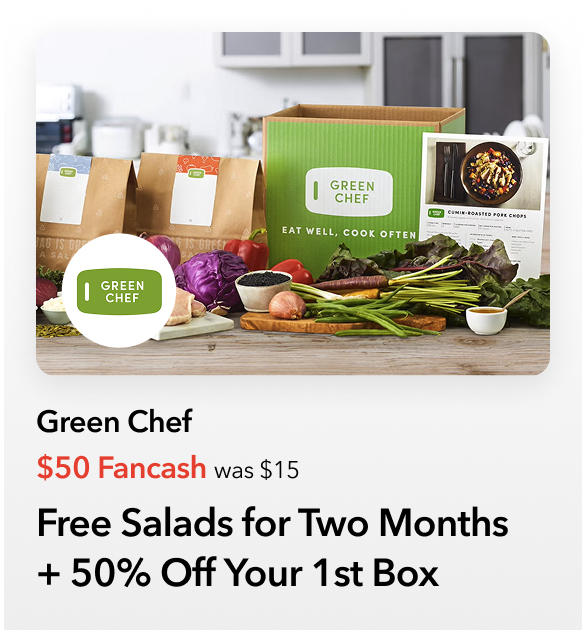 GREEN
CHEF
EAT WELL, COOK OFTEN
CUMIN-ROASTED PORK CHOPS
GREEN
CHEF
Green Chef
$50 Fancash was $15
Free Salads for Two Months
+ 50% Off Your 1st Box